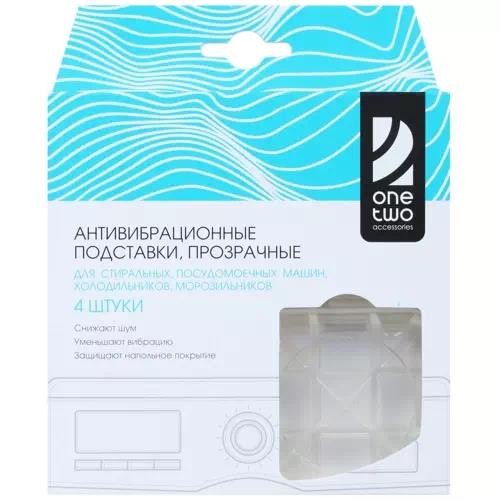 one
two
accessories
АНТИВИБРАЦИОННЫЕ
ПОДСТАВКИ, ПРОЗРАЧНЫЕ
ДЛЯ СТИРАЛЬНЫХ, ПОСУДОМОЕЧНЫХ МАШИН,
ХОЛОДИЛЬНИКОВ, МОРОЗИЛЬНИКОВ
4 ШТУКИ
Снижают шум
Уменьшают вибрацию
Защищают напольное покрытие